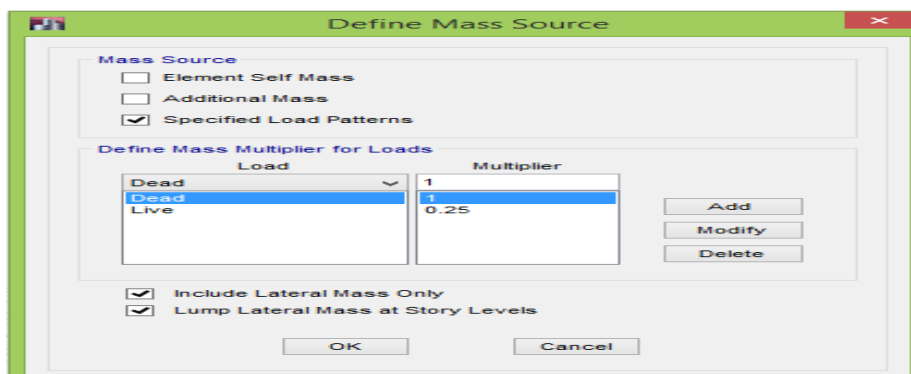 Define Mass Source
Mass Source
Element Self Mass
Additional Mass
Specified Load Patterns
Define Mass Multiplier for Loads
Load Multiplier
Dead 1
Dead 1
Live 0.25
Add
Modify
Delete
Include Lateral Mass Only
Lump Lateral Mass at Story Levels
OK Cancel